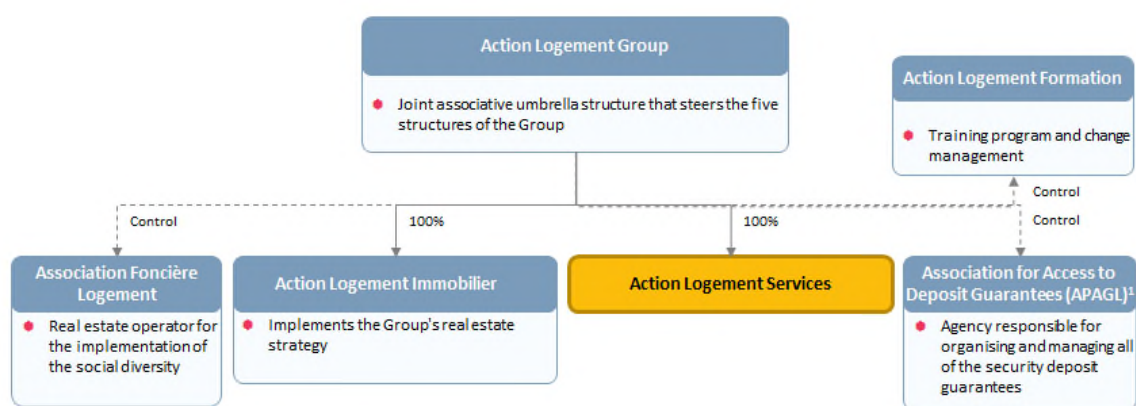 Action Logement Group
Joint associative umbrella structure that steers the five
structures of the Group
Action Logement Formation
Training program and change
management
Control
Control
100%
100%
Control
Association Foncière
Logement
Real estate operator for
the implementation of
the social diversity
Action Logement Immobilier
Implements the Group's real estate
strategy
Action Logement Services
Association for Access to
Deposit Guarantees (APAGL)¹
Agency responsible for
organising and managing all
of the security deposit
guarantees